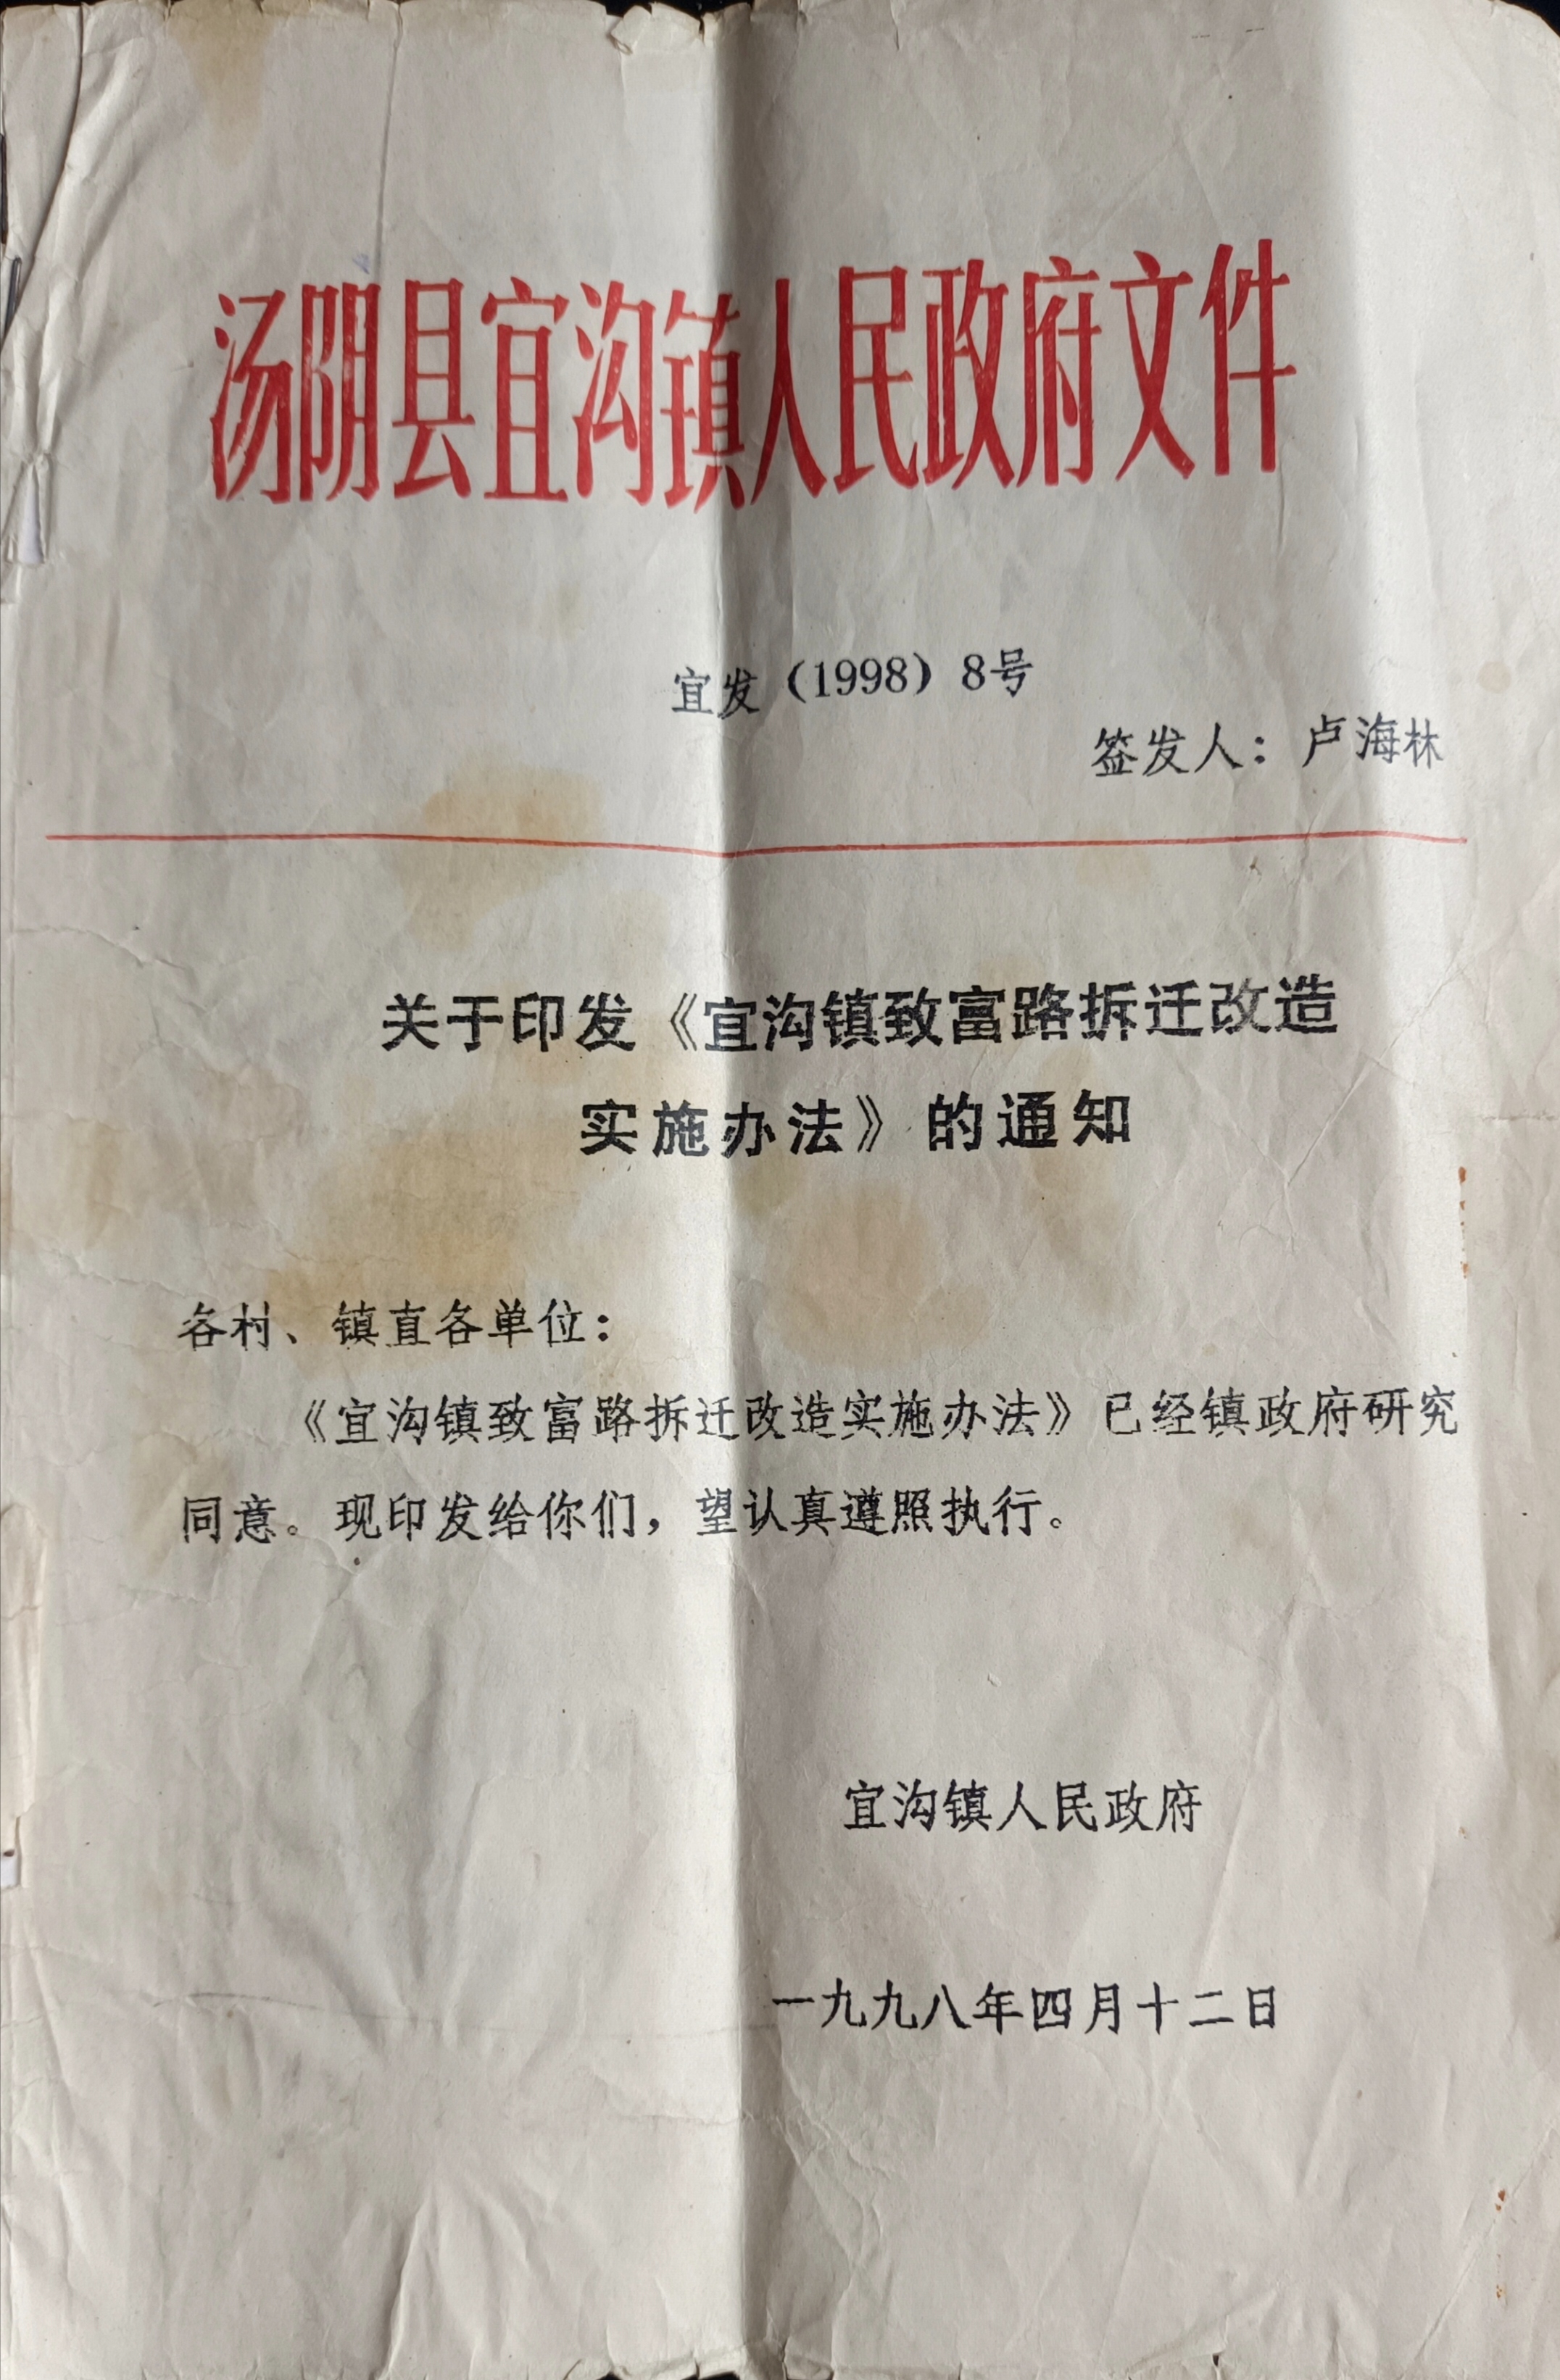 汤阴县宜沟镇人民政府文件
宜发（1998）8号
签发人：卢海林
关于印发《宜沟镇致富路拆迁改造
实施办法》的通知
各村、镇直各单位：
《宜沟镇致富路拆迁改造实施办法》已经镇政府研究
同意。现印发给你们，望认真遵照执行。
宜沟镇人民政府
一九九八年四月十二日